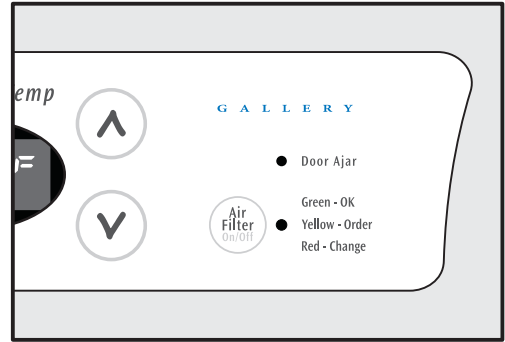 emp
GALLERY
Door Ajar
Air
Filter
On/Off
Green - OK
Yellow - Order
Red - Change
F